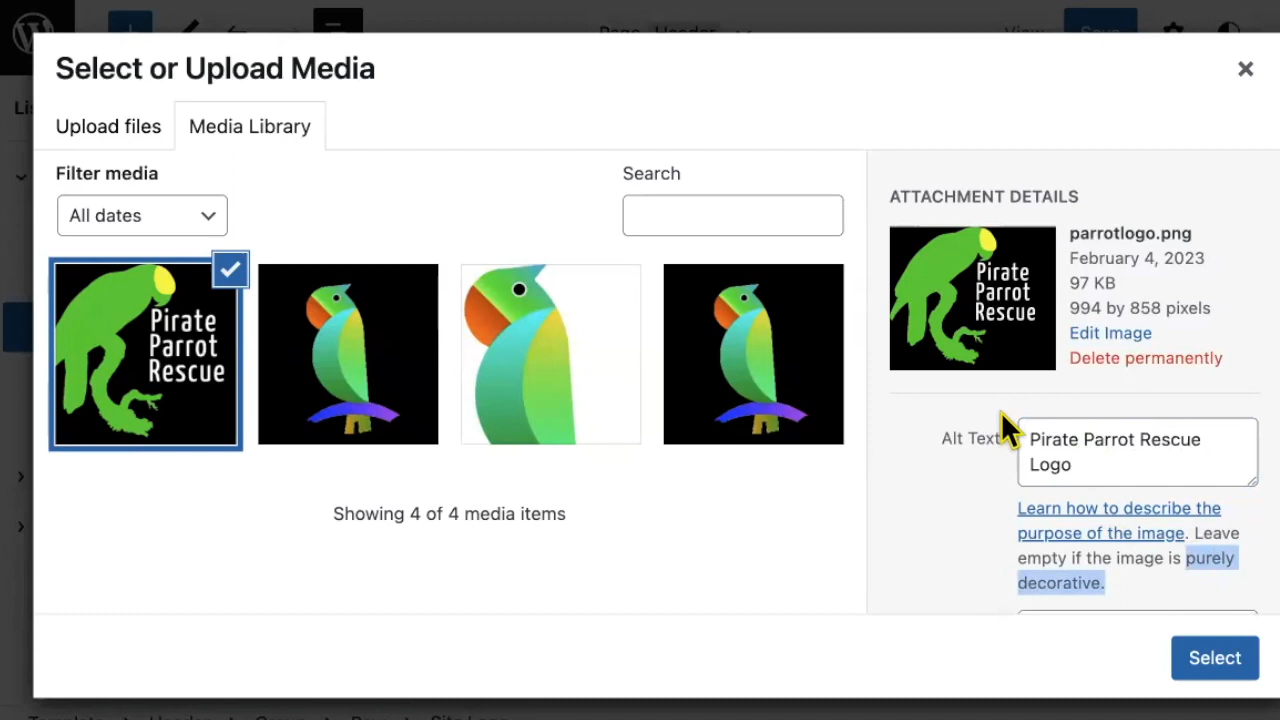 Select or Upload Media
Upload files
Media Library
Filter media
All dates
Search
Pirate
Parrot
Rescue
Showing 4 of 4 media items
ATTACHMENT DETAILS
Pirate
Parrot
Rescue
parrotlogo.png
February 4, 2023
97 KB
994 by 858 pixels
Edit Image
Delete permanently
Alt Text
Pirate Parrot Rescue
Logo
Learn how to describe the
purpose of the image. Leave
empty if the image is purely
decorative.
Select